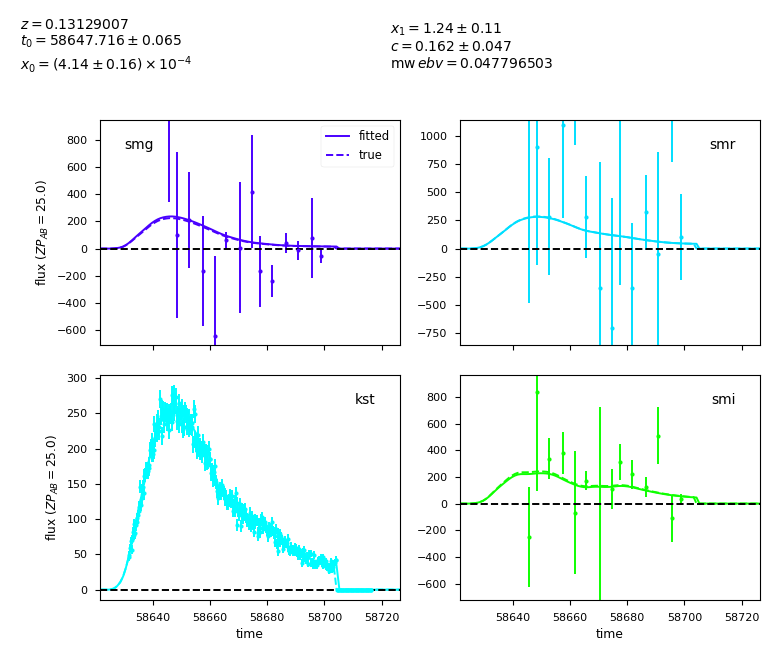 z = 0.13129007
t₀ = 58647.716 ± 0.065
x₀ = (4.14 ± 0.16) × 10⁻⁴
x₁ = 1.24 ± 0.11
c = 0.162 ± 0.047
mw ebv = 0.047796503
smg
fitted
true
800
600
400
200
0
−200
−400
−600
flux (ZP_AB = 25.0)
smr
1000
750
500
250
0
−250
−500
−750
kst
300
250
200
150
100
50
0
flux (ZP_AB = 25.0)
58640 58660 58680 58700 58720
time
smi
800
600
400
200
0
−200
−400
−600
58640 58660 58680 58700 58720
time